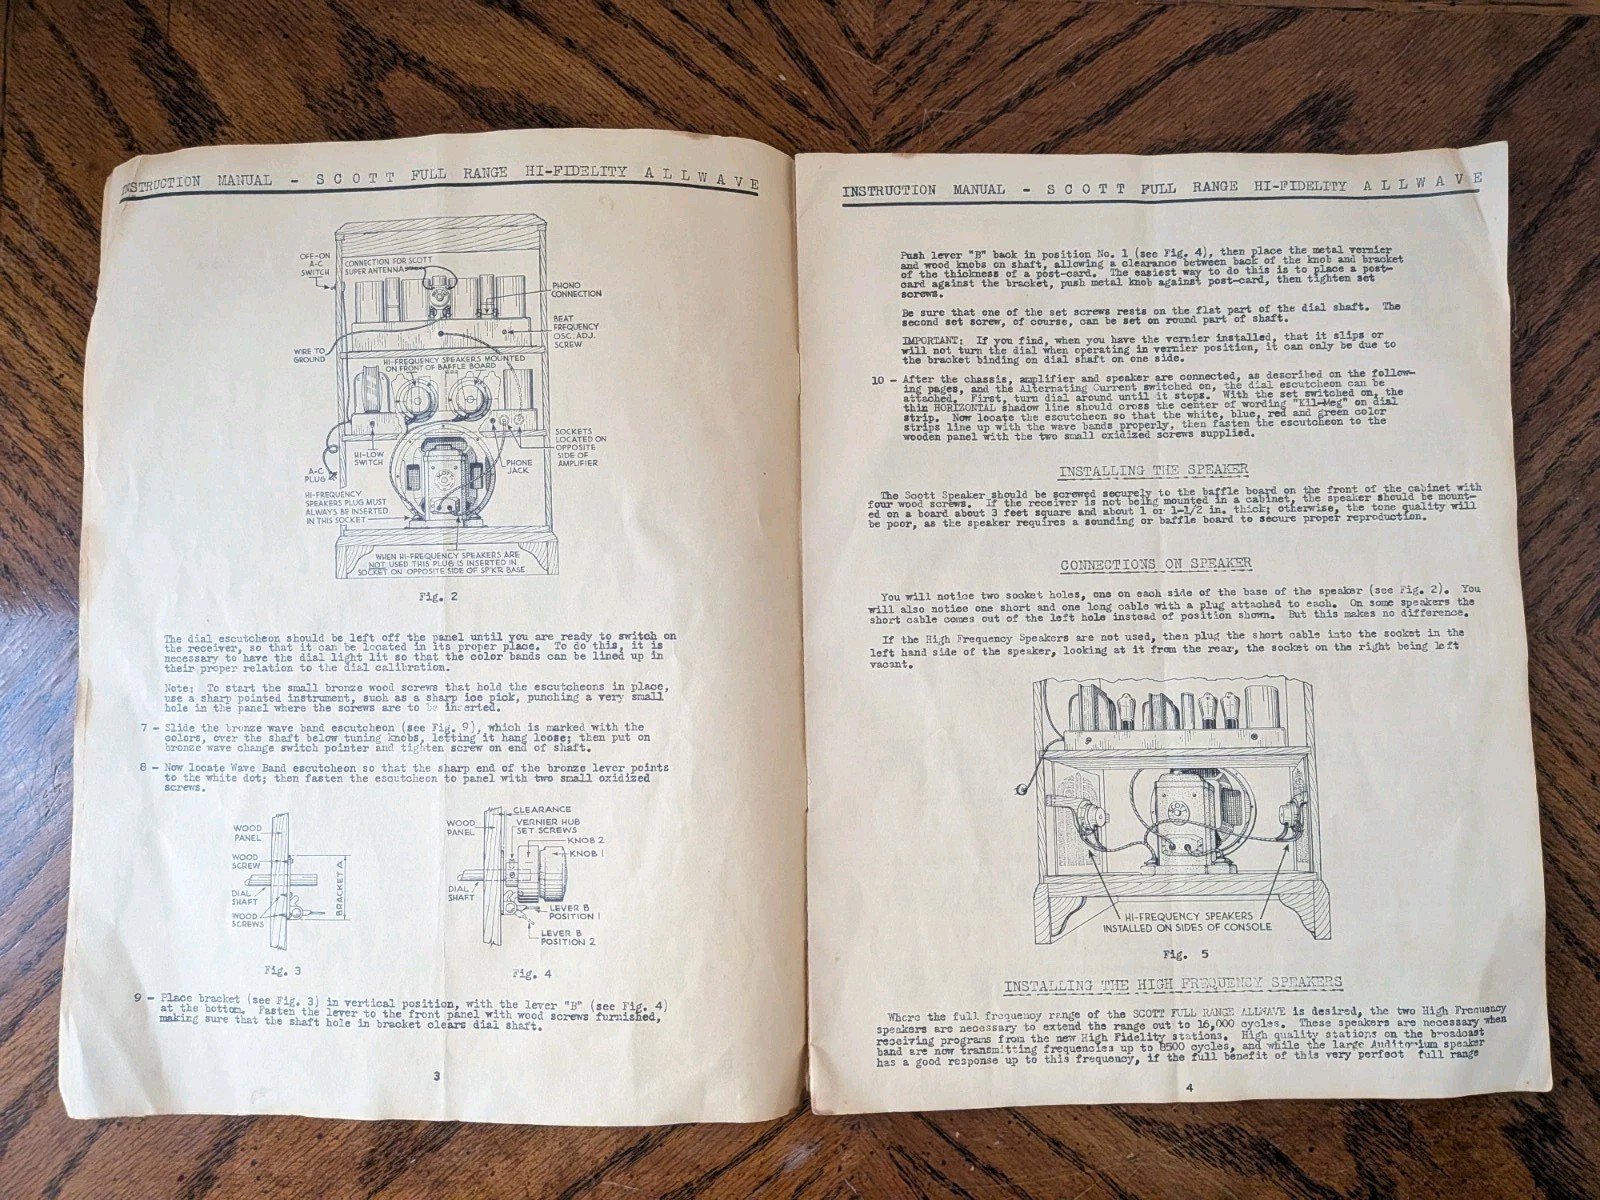 INSTRUCTION MANUAL - SCOTT FULL RANGE HI-FIDELITY ALLWAVE
OFF-ON
A-C
SWITCH
CONNECTION FOR SCOTT
SUPER ANTENNA
PHONO
CONNECTION
BEAT
FREQUENCY
OSC. ADJ.
SCREW
WIRE TO
GROUND
HI-FREQUENCY SPEAKERS MOUNTED
ON FRONT OF BAFFLE BOARD
SOCKETS
LOCATED ON
OPPOSITE
SIDE OF
AMPLIFIER
HI-LOW
SWITCH
PHONE
JACK
A-C
PLUG
HI-FREQUENCY
SPEAKERS PLUG MUST
ALWAYS BE INSERTED
IN THIS SOCKET
WHEN HI-FREQUENCY SPEAKERS ARE
NOT USED THIS PLUG IS INSERTED IN
SOCKET ON OPPOSITE SIDE OF SP'KR BASE
Fig. 2
The dial escutcheon should be left off the panel until you are ready to switch on
the receiver, so that it can be located in its proper place. To do this, it is
necessary to have the dial light lit so that the color bands can be lined up in
their proper relation to the dial calibration.
Note: To start the small bronze wood screws that hold the escutcheons in place,
use a sharp pointed instrument, such as a sharp ice pick, punching a very small
hole in the panel where the screws are to be inserted.
7 - Slide the bronze wave band escutcheon (see Fig. 9), which is marked with the
colors, over the shaft below tuning knobs, letting it hang loose; then put on
bronze wave change switch pointer and tighten screw on end of shaft.
8 - Now locate Wave Band escutcheon so that the sharp end of the bronze lever points
to the white dot; then fasten the escutcheon to panel with two small oxidized
screws.
WOOD
PANEL
WOOD
SCREW
DIAL
SHAFT
WOOD
SCREWS
BRACKET A
Fig. 3
WOOD
PANEL
CLEARANCE
VERNIER HUB
SET SCREWS
KNOB 2
KNOB 1
DIAL
SHAFT
LEVER B
POSITION 1
LEVER B
POSITION 2
Fig. 4
9 - Place bracket (see Fig. 3) in vertical position, with the lever "B" (see Fig. 4)
at the bottom. Fasten the lever to the front panel with wood screws furnished,
making sure that the shaft hole in bracket clears dial shaft.
3
INSTRUCTION MANUAL - SCOTT FULL RANGE HI-FIDELITY ALLWAVE
Push lever "B" back in position No. 1 (see Fig. 4), then place the metal vernier
and wood knobs on shaft, allowing a clearance between back of the knob and bracket
of the thickness of a post-card. The easiest way to do this is to place a post-
card against the bracket, push metal knob against post-card, then tighten set
screws.
Be sure that one of the set screws rests on the flat part of the dial shaft. The
second set screw, of course, can be set on round part of shaft.
IMPORTANT: If you find, when you have the vernier installed, that it slips or
will not turn the dial when operating in vernier position, it can only be due to
the bracket binding on dial shaft on one side.
10 - After the chassis, amplifier and speaker are connected, as described on the follow-
ing pages, and the Alternating Current switched on, the dial escutcheon can be
attached. First, turn dial around until it stops. With the set switched on, the
thin HORIZONTAL shadow line should cross the center of wording "Kil-Meg" on dial
strip. Now locate the escutcheon so that the white, blue, red and green color
strips line up with the wave bands properly, then fasten the escutcheon to the
wooden panel with the two small oxidized screws supplied.
INSTALLING THE SPEAKER
The Scott Speaker should be screwed securely to the baffle board on the front of the cabinet with
four wood screws. If the receiver is not being mounted in a cabinet, the speaker should be mount-
ed on a board about 3 feet square and about 1 or 1-1/2 in. thick; otherwise, the tone quality will
be poor, as the speaker requires a sounding or baffle board to secure proper reproduction.
CONNECTIONS ON SPEAKER
You will notice two socket holes, one on each side of the base of the speaker (see Fig. 2). You
will also notice one short and one long cable with a plug attached to each. On some speakers the
short cable comes out of the left hole instead of position shown. But this makes no difference.
If the High Frequency Speakers are not used, then plug the short cable into the socket in the
left hand side of the speaker, looking at it from the rear, the socket on the right being left
vacant.
HI-FREQUENCY SPEAKERS
INSTALLED ON SIDES OF CONSOLE
Fig. 5
INSTALLING THE HIGH FREQUENCY SPEAKERS
Where the full frequency range of the SCOTT FULL RANGE ALLWAVE is desired, the two High Frequency
speakers are necessary to extend the range out to 16,000 cycles. These speakers are necessary when
receiving programs from the new High Fidelity stations. High quality stations on the broadcast
band are now transmitting frequencies up to 8500 cycles, and while the large Auditorium speaker
has a good response up to this frequency, if the full benefit of this very perfect full range
4